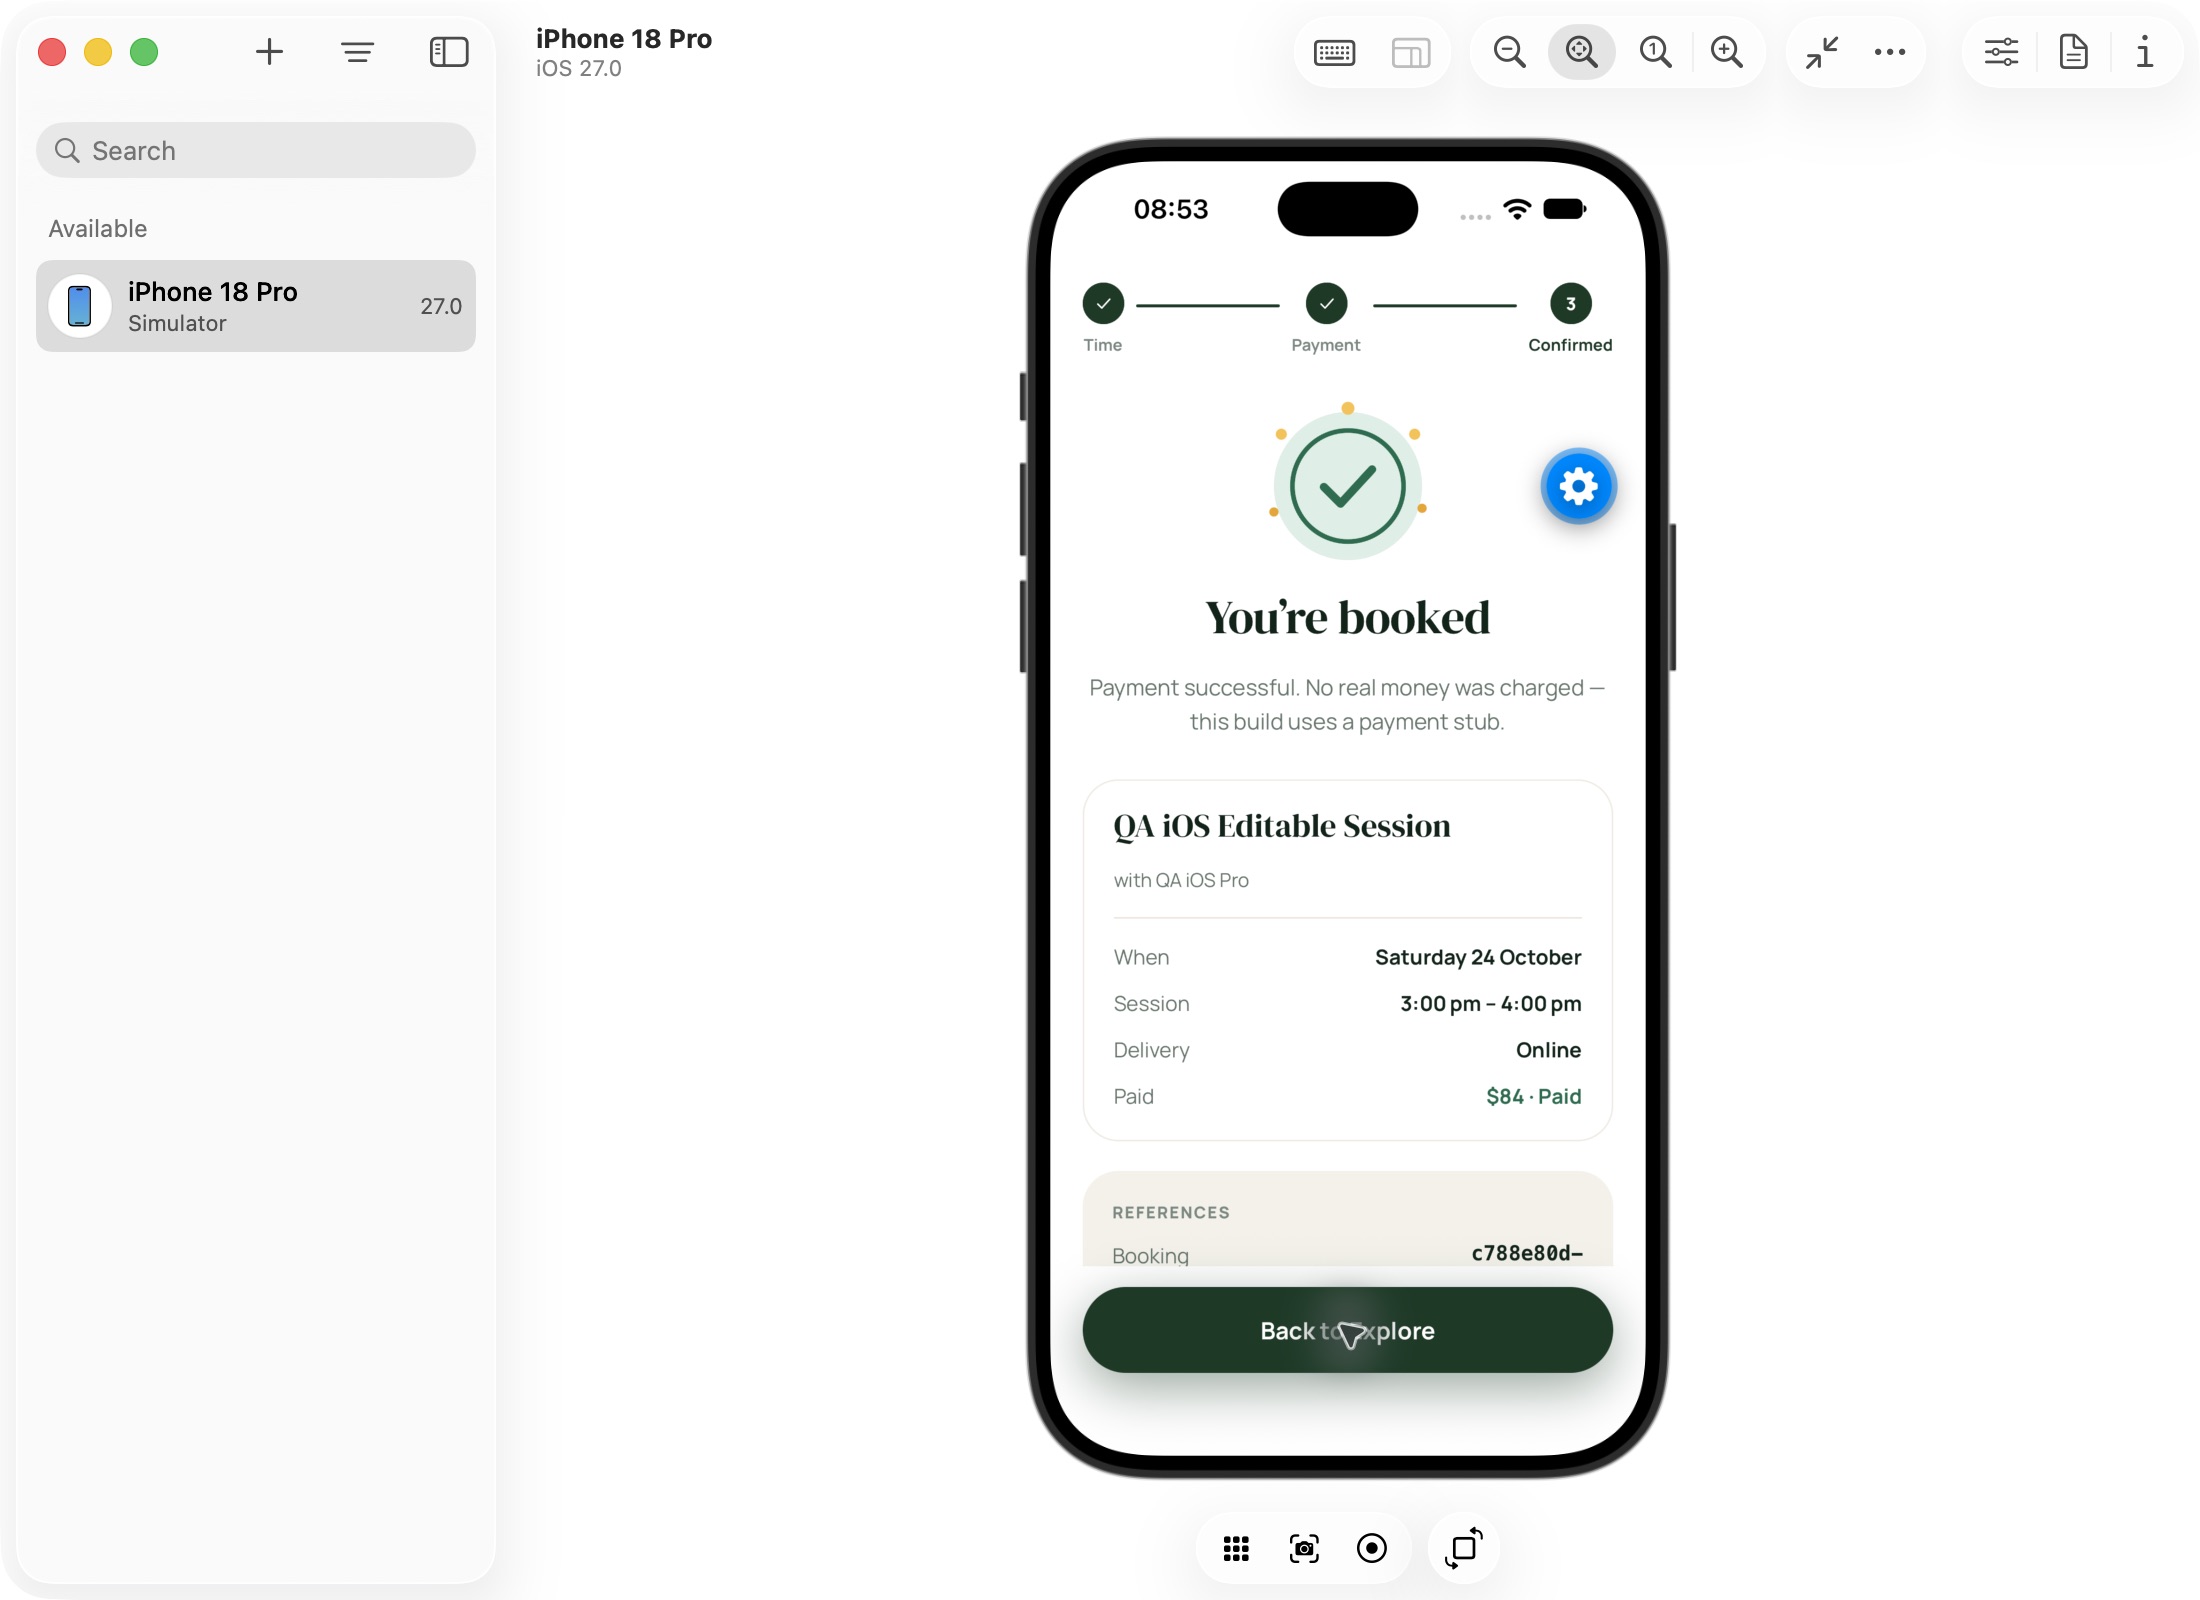 iPhone 18 Pro
iOS 27.0
Search
Available
iPhone 18 Pro
Simulator
27.0
08:53
3
Time
Payment
Confirmed
You're booked
Payment successful. No real money was charged —
this build uses a payment stub.
QA iOS Editable Session
with QA iOS Pro
When
Saturday 24 October
Session
3:00 pm – 4:00 pm
Delivery
Online
Paid
$84 · Paid
REFERENCES
Booking
c788e80d–
Back to Explore